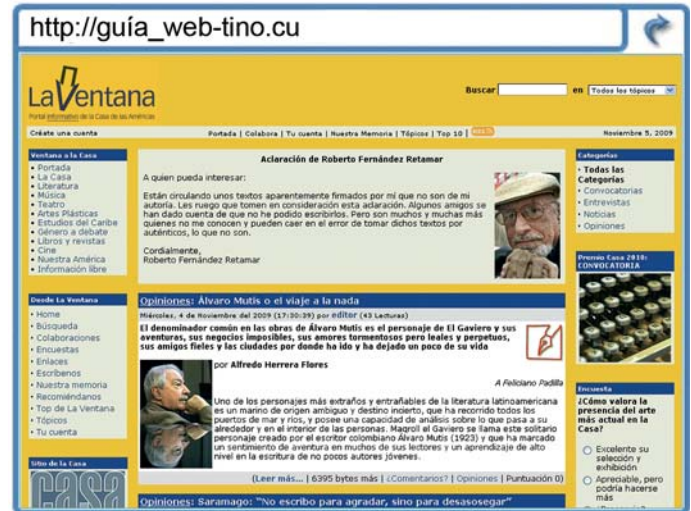 http://guía_web-tino.cu
LaVentana
Portal informativo de la Casa de las Américas
Buscar en Todos los tópicos
Créate una cuenta
Portada | Colabora | Tu cuenta | Nuestra Memoria | Tópicos | Top 10 |
Noviembre 5, 2009
Ventana a la Casa
• Portada
• La Casa
• Literatura
• Música
• Teatro
• Artes Plásticas
• Estudios del Caribe
• Género a debate
• Libros y revistas
• Cine
• Nuestra América
• Información libre
Desde La Ventana
• Home
• Búsqueda
• Colaboraciones
• Encuestas
• Enlaces
• Escríbenos
• Nuestra memoria
• Recomiéndanos
• Top de La Ventana
• Tópicos
• Tu cuenta
Sitio de la Casa
casa
Aclaración de Roberto Fernández Retamar
A quien pueda interesar:
Están circulando unos textos aparentemente firmados por mí que no son de mi
autoría. Les ruego que tomen en consideración esta adaración. Algunos amigos se
han dado cuenta de que no he podido escribirlos. Pero son muchos y muchas más
quienes no me conocen y pueden caer en el error de tomar dichos textos por
auténticos, lo que no son.
Cordialmente,
Roberto Fernández Retamar
Opiniones: Álvaro Mutis o el viaje a la nada
Miércoles, 4 de Noviembre del 2009 (17:30:39) por editor (43 Lecturas)
El denominador común en las obras de Álvaro Mutis es el personaje de El Gaviero y sus
aventuras, sus negocios imposibles, sus amores tormentosos pero leales y perpetuos,
sus amigos fieles y las ciudades por donde ha ido y ha dejado un poco de su vida
por Alfredo Herrera Flores
A Feliciano Padilla
Uno de los personajes más extraños y entrañables de la literatura latinoamericana
es un marino de origen ambiguo y destino incierto, que ha recorrido todos los
puertos de mar y ríos, y posee una capacidad de análisis sobre lo que pasa a su
alrededor y en el interior de las personas. Maqroll el Gaviero se llama este solitario
personaje creado por el escritor colombiano Álvaro Mutis (1923) y que ha marcado
un sentimiento de aventura en muchos de sus lectores y un aprendizaje de alto
nivel en la escritura de no pocos autores jóvenes.
(Leer más... | 6395 bytes más | ¿Comentarios? | Opiniones | Puntuación 0)
Opiniones: Saramago: "No escribo para agradar, sino para desasosegar"
Categorías
• Todas las
Categorías
• Convocatorias
• Entrevistas
• Noticias
• Opiniones
Premio Casa 2010:
CONVOCATORIA
Encuesta
¿Cómo valora la
presencia del arte
más actual en la
Casa?
Excelente su
selección y
exhibición
Apreciable, pero
podría hacerse
más